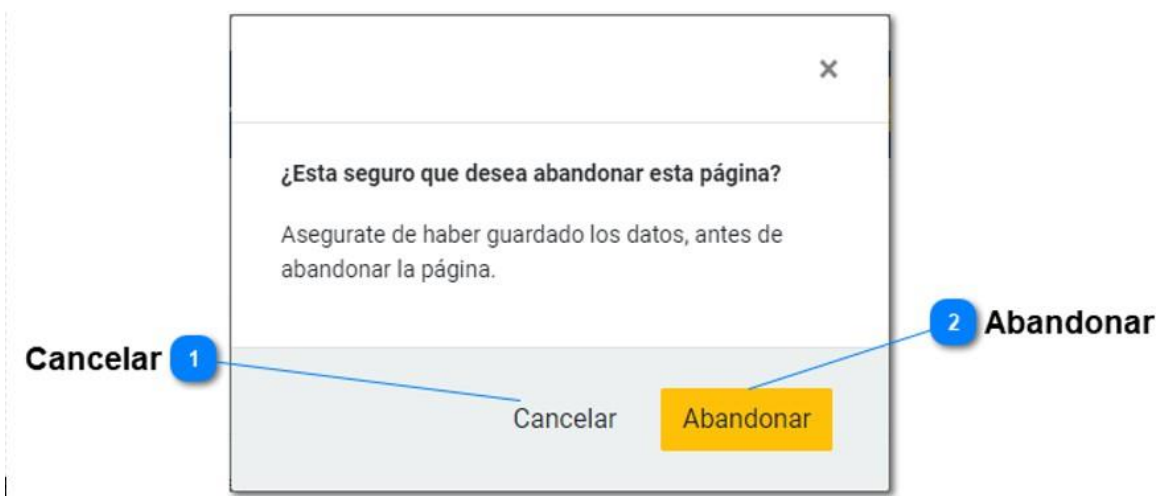 ×
¿Esta seguro que desea abandonar esta página?
Asegurate de haber guardado los datos, antes de
abandonar la página.
2 Abandonar
Cancelar 1
Cancelar Abandonar